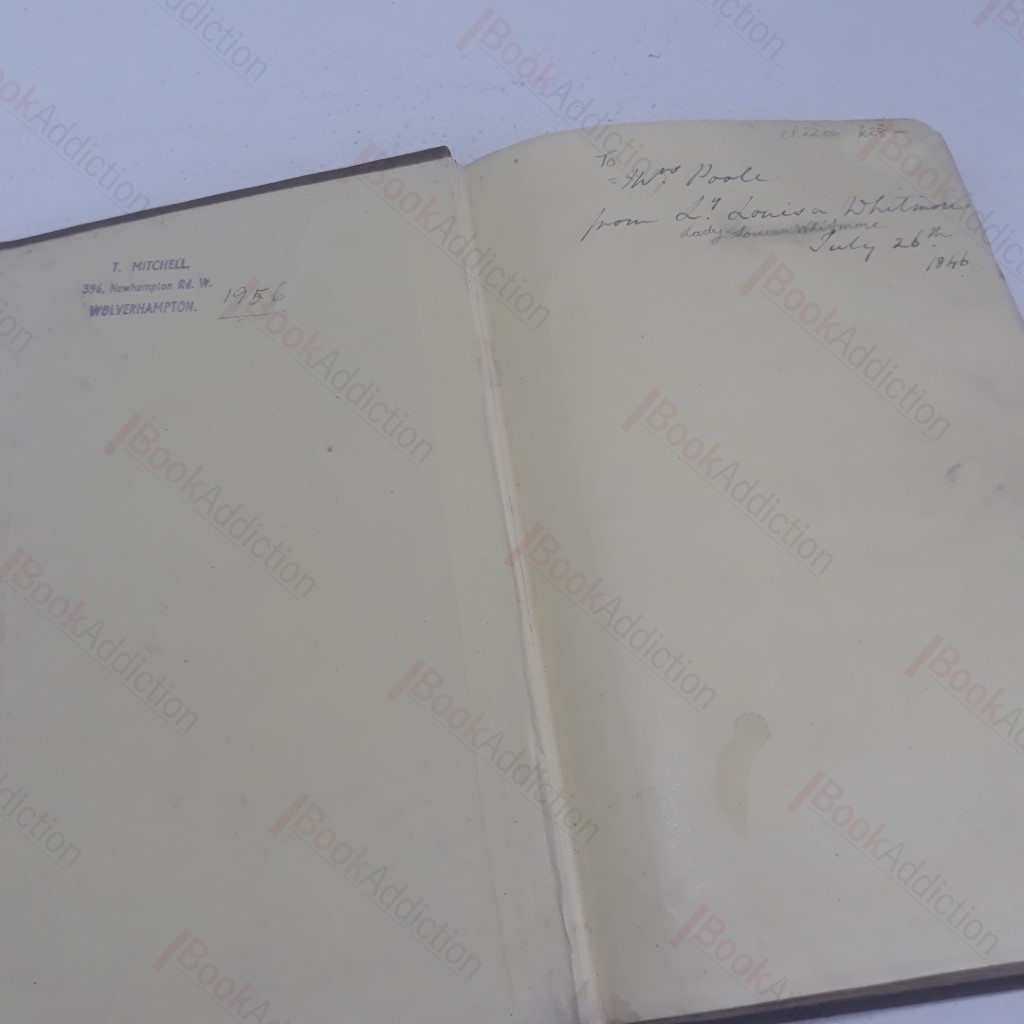 T. MITCHELL,
396, Newhampton Rd. W.
WOLVERHAMPTON.
1956
To
Mrs Poole
from Ly Louisa Whitmore
Lady Louisa Whitmore
July 26th
1846
BookAddiction